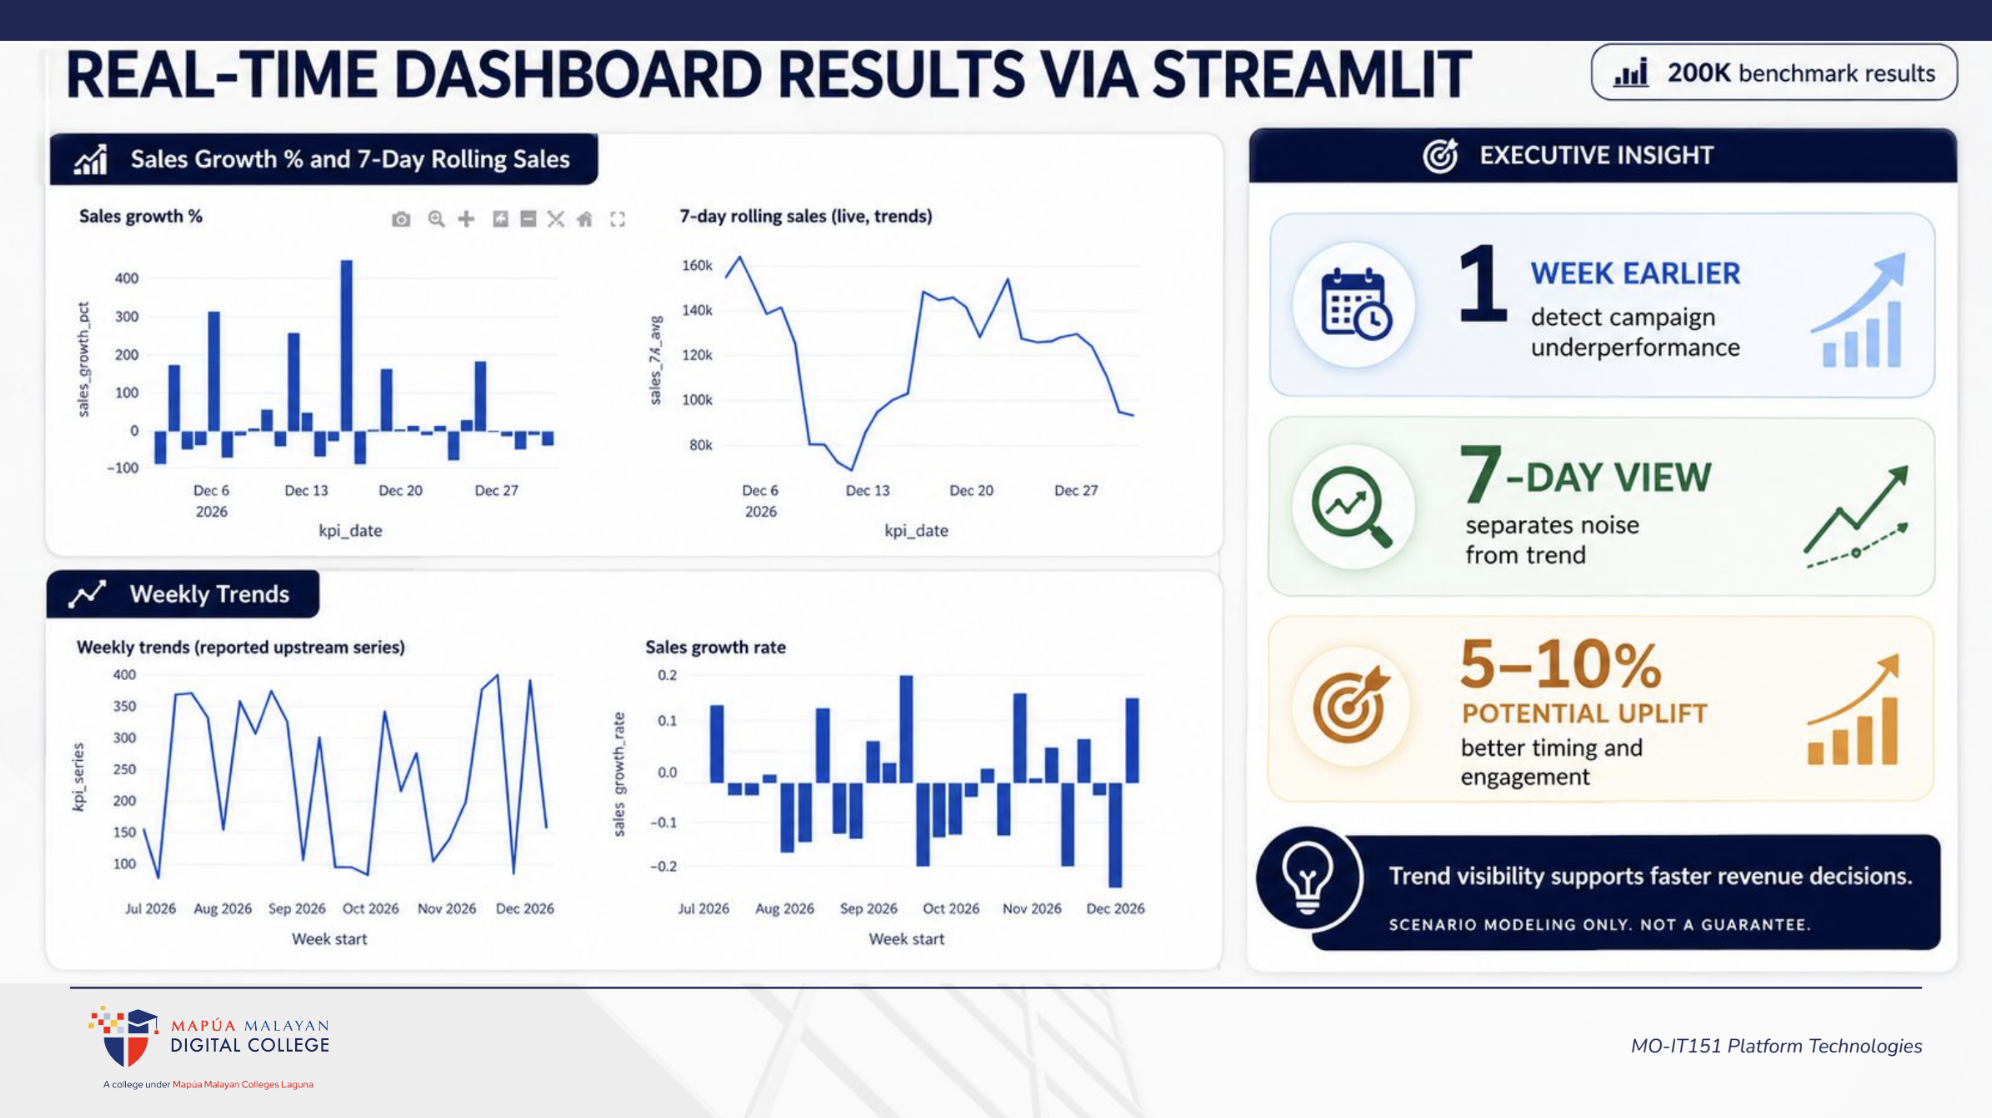 REAL-TIME DASHBOARD RESULTS VIA STREAMLIT
200K benchmark results
Sales Growth % and 7-Day Rolling Sales
Sales growth %
sales_growth_pct
400
300
200
100
0
−100
Dec 6
2026
Dec 13
Dec 20
Dec 27
kpi_date
7-day rolling sales (live, trends)
160k
140k
120k
100k
80k
Dec 6
2026
Dec 13
Dec 20
Dec 27
kpi_date
Weekly Trends
Weekly trends (reported upstream series)
kpi_series
400
350
300
250
200
150
100
Jul 2026 Aug 2026 Sep 2026 Oct 2026 Nov 2026 Dec 2026
Week start
Sales growth rate
sales growth_rate
0.2
0.1
0.0
−0.1
−0.2
Jul 2026 Aug 2026 Sep 2026 Oct 2026 Nov 2026 Dec 2026
Week start
EXECUTIVE INSIGHT
1 WEEK EARLIER
detect campaign
underperformance
7-DAY VIEW
separates noise
from trend
5–10%
POTENTIAL UPLIFT
better timing and
engagement
Trend visibility supports faster revenue decisions.
SCENARIO MODELING ONLY. NOT A GUARANTEE.
MAPÚA MALAYAN
DIGITAL COLLEGE
A college under Mapúa Malayan Colleges Laguna
MO-IT151 Platform Technologies